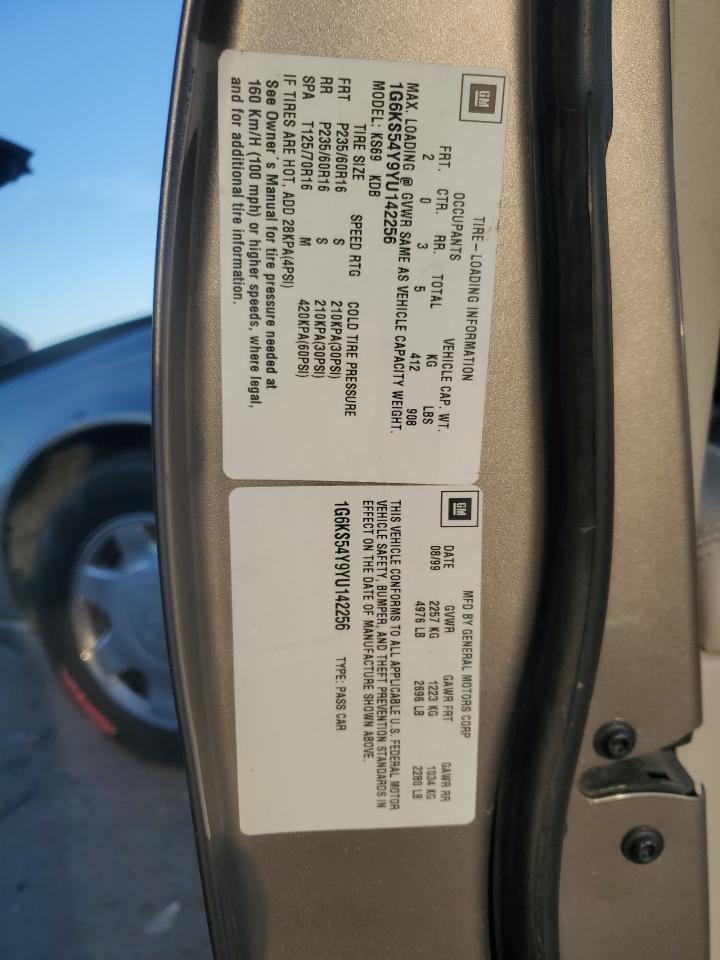 GM
TIRE-LOADING INFORMATION
OCCUPANTS VEHICLE CAP. WT.
FRT. CTR. RR. TOTAL KG LBS
2 0 3 5 412 908
MAX. LOADING @ GVWR SAME AS VEHICLE CAPACITY WEIGHT.
1G6KS54Y9YU142256
MODEL: KS69 KDB
TIRE SIZE SPEED RTG COLD TIRE PRESSURE
FRT P235/60R16 S 210KPA(30PSI)
RR P235/60R16 S 210KPA(30PSI)
SPA T125/70R16 M 420KPA(60PSI)
IF TIRES ARE HOT, ADD 28KPA(4PSI)
See Owner's Manual for tire pressure needed at
160 Km/H (100 mph) or higher speeds, where legal,
and for additional tire information.
GM
MFD BY GENERAL MOTORS CORP
DATE GVWR GAWR FRT GAWR RR
08/99 2257 KG 1223 KG 1034 KG
4976 LB 2696 LB 2280 LB
THIS VEHICLE CONFORMS TO ALL APPLICABLE U.S. FEDERAL MOTOR
VEHICLE SAFETY, BUMPER, AND THEFT PREVENTION STANDARDS IN
EFFECT ON THE DATE OF MANUFACTURE SHOWN ABOVE.
1G6KS54Y9YU142256 TYPE: PASS CAR